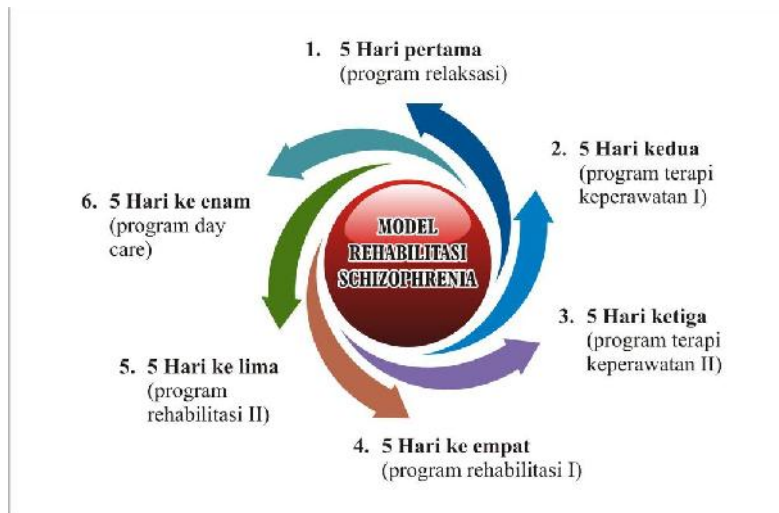 1. 5 Hari pertama
(program relaksasi)
2. 5 Hari kedua
(program terapi
keperawatan I)
3. 5 Hari ketiga
(program terapi
keperawatan II)
4. 5 Hari ke empat
(program rehabilitasi I)
5. 5 Hari ke lima
(program
rehabilitasi II)
6. 5 Hari ke enam
(program day
care)
MODEL
REHABILITASI
SCHIZOPHRENIA